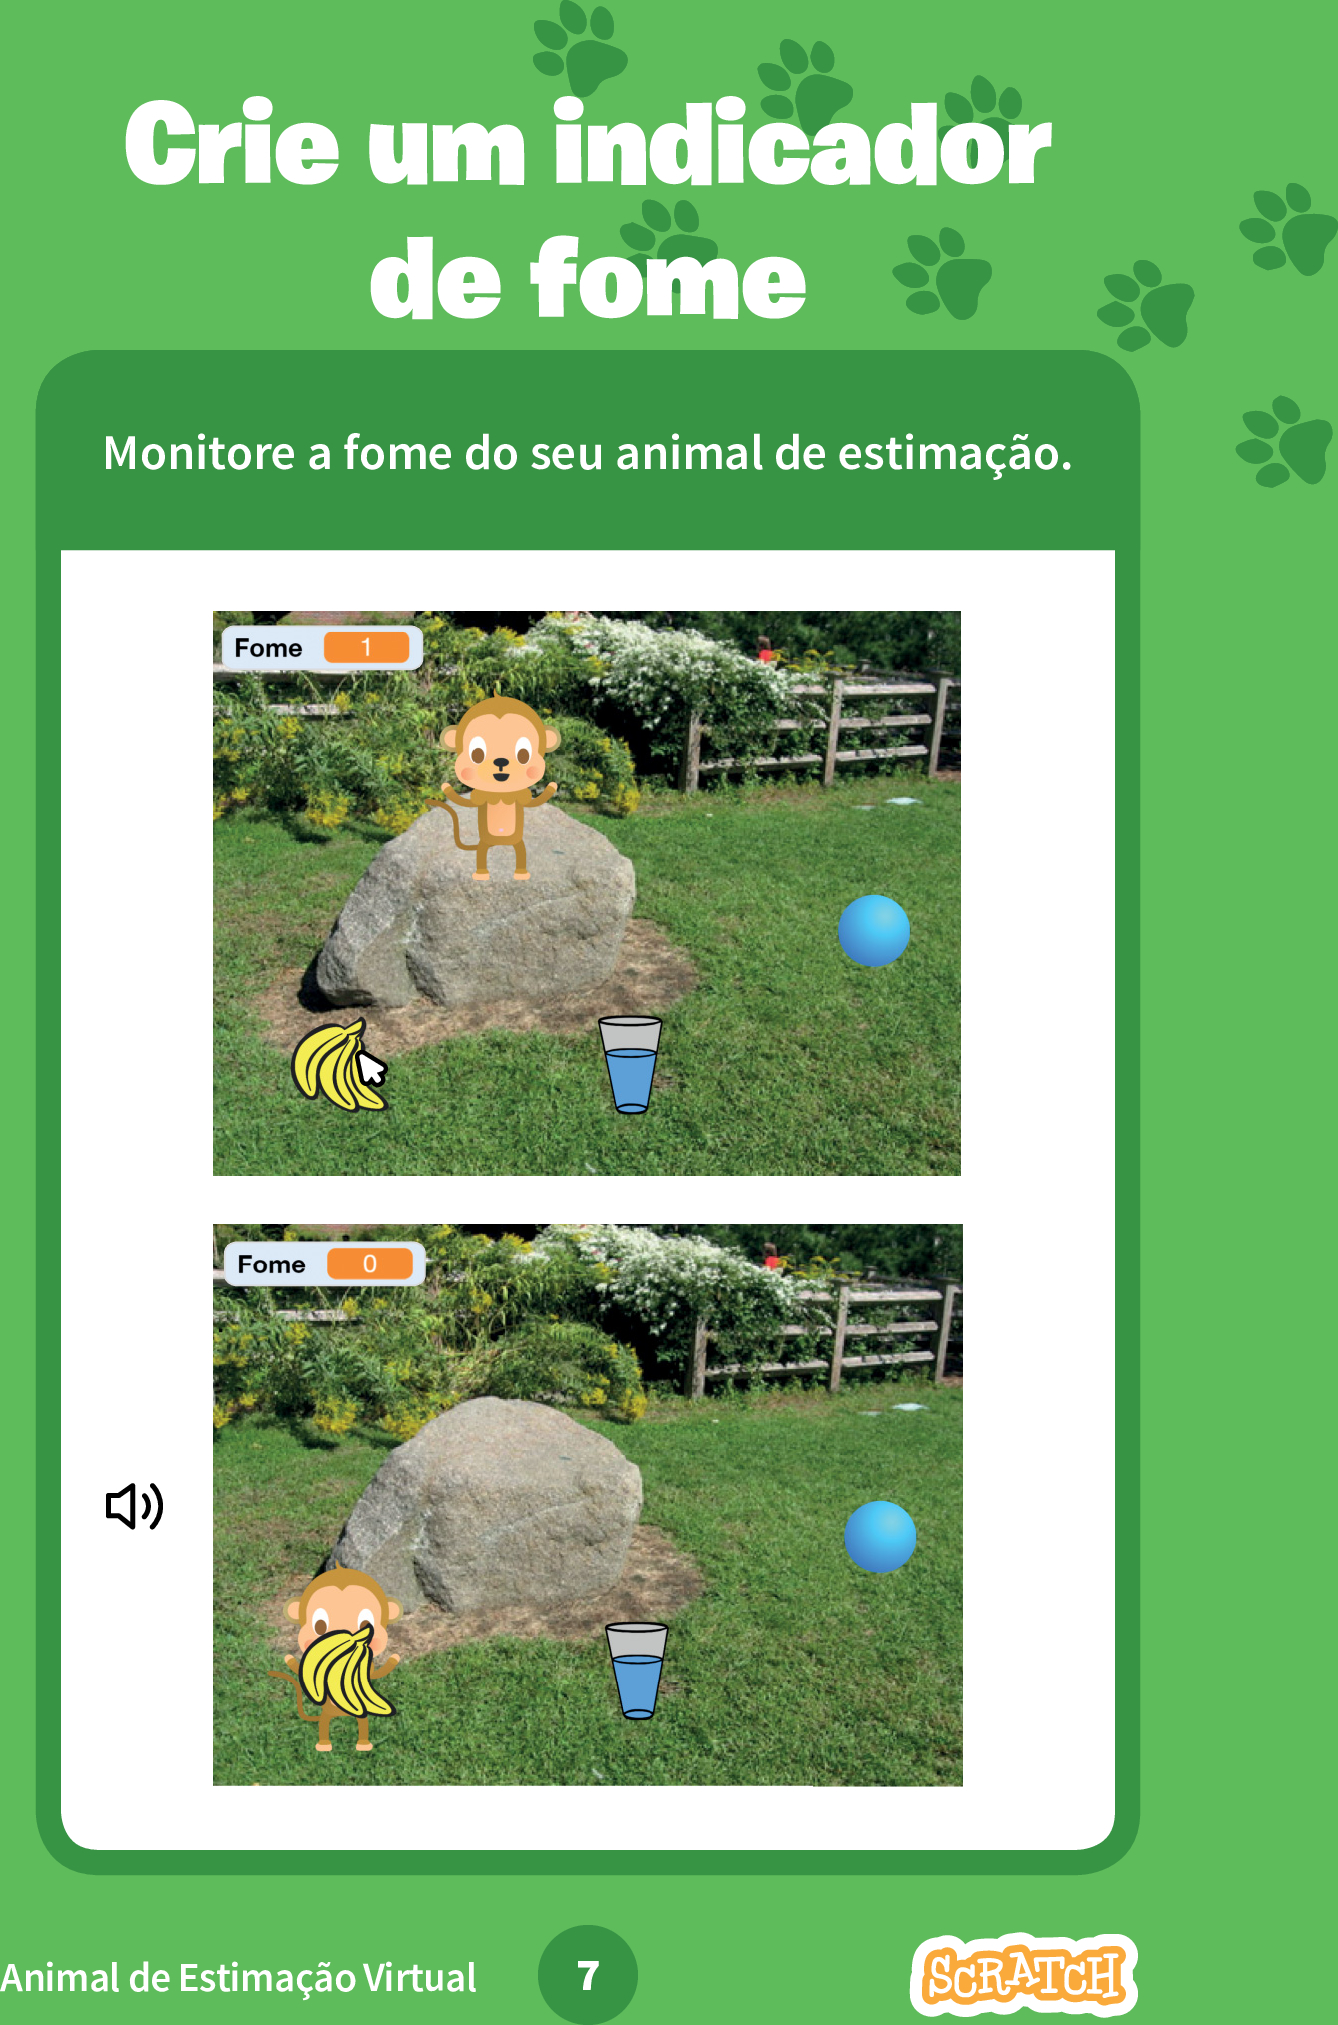 Crie um indicador
de fome
Monitore a fome do seu animal de estimação.
Fome 1
Fome 0
Animal de Estimação Virtual
7
SCRATCH